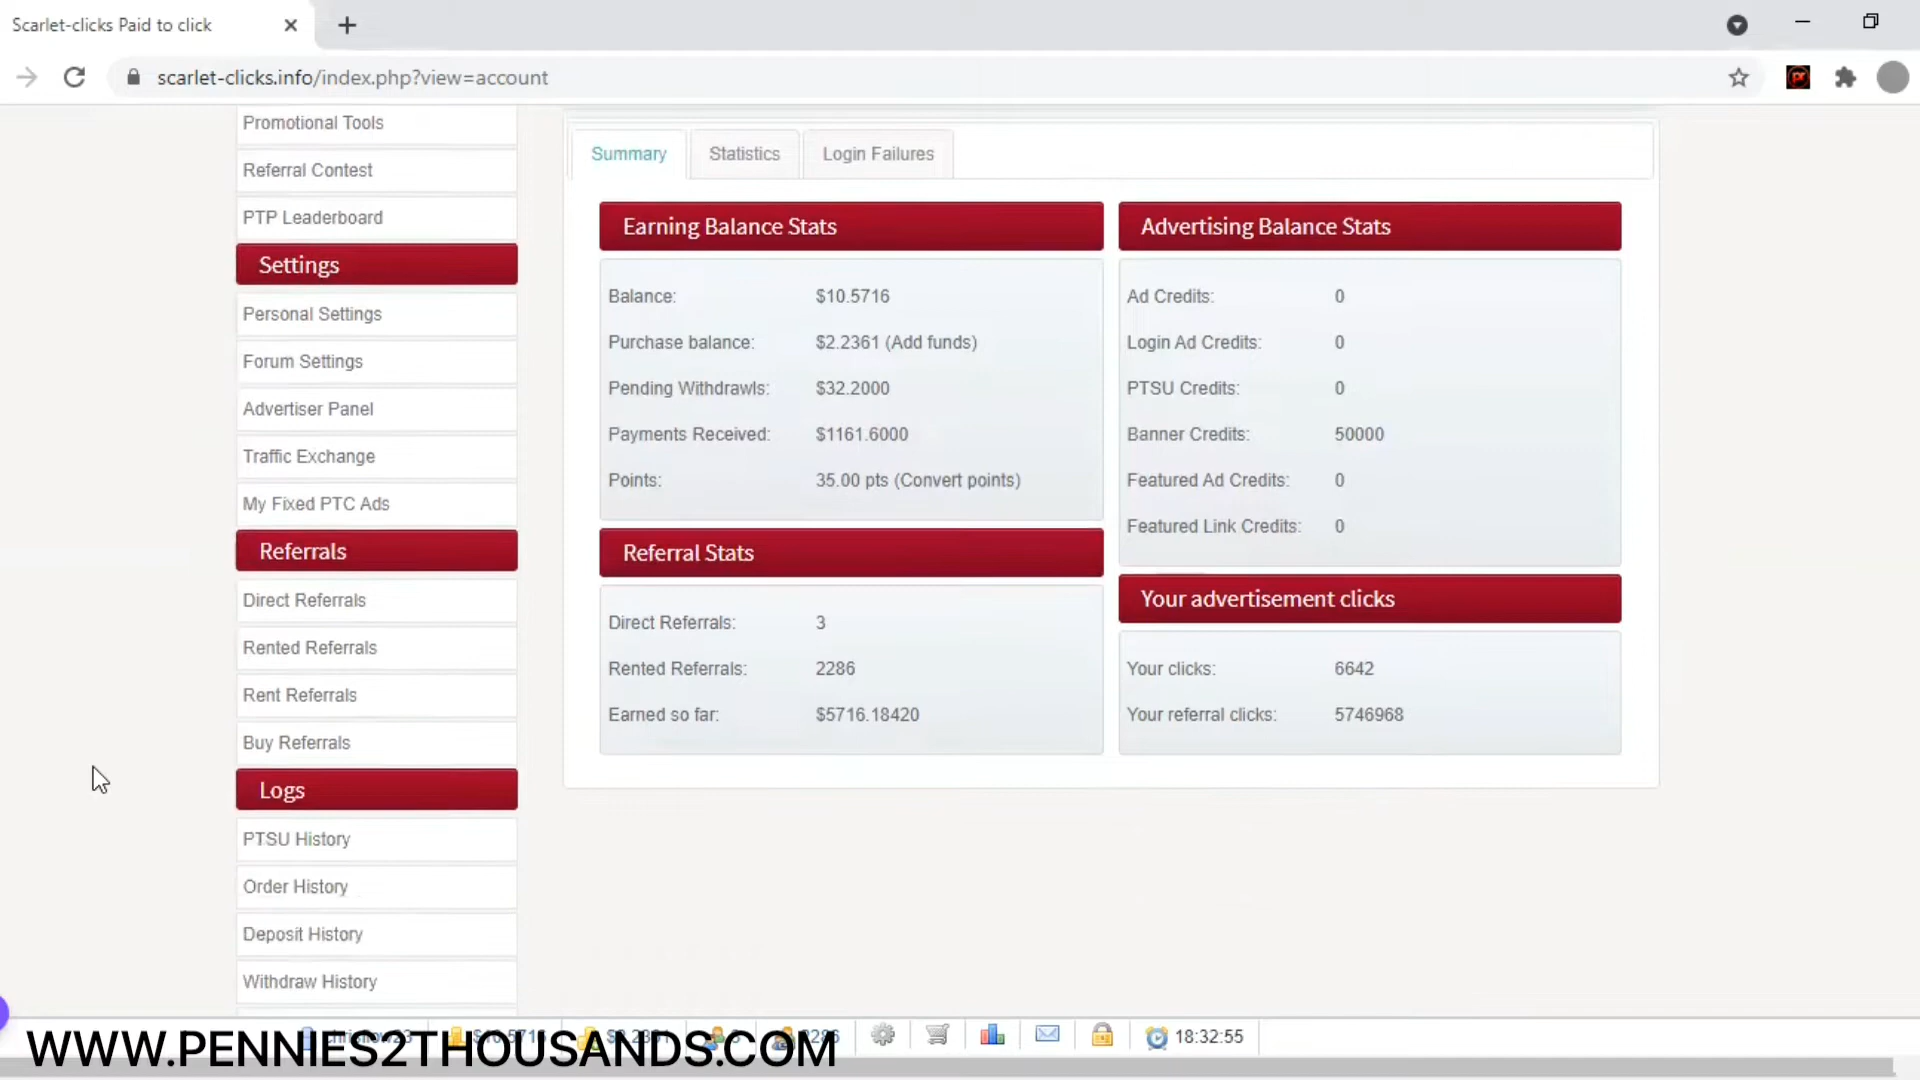 Scarlet-clicks Paid to click
scarlet-clicks.info/index.php?view=account
Promotional Tools
Referral Contest
PTP Leaderboard
Settings
Personal Settings
Forum Settings
Advertiser Panel
Traffic Exchange
My Fixed PTC Ads
Referrals
Direct Referrals
Rented Referrals
Rent Referrals
Buy Referrals
Logs
PTSU History
Order History
Deposit History
Withdraw History
Summary
Statistics
Login Failures
Earning Balance Stats
Balance: $10.5716
Purchase balance: $2.2361 (Add funds)
Pending Withdrawls: $32.2000
Payments Received: $1161.6000
Points: 35.00 pts (Convert points)
Referral Stats
Direct Referrals: 3
Rented Referrals: 2286
Earned so far: $5716.18420
Advertising Balance Stats
Ad Credits: 0
Login Ad Credits: 0
PTSU Credits: 0
Banner Credits: 50000
Featured Ad Credits: 0
Featured Link Credits: 0
Your advertisement clicks
Your clicks: 6642
Your referral clicks: 5746968
18:32:55
WWW.PENNIES2THOUSANDS.COM